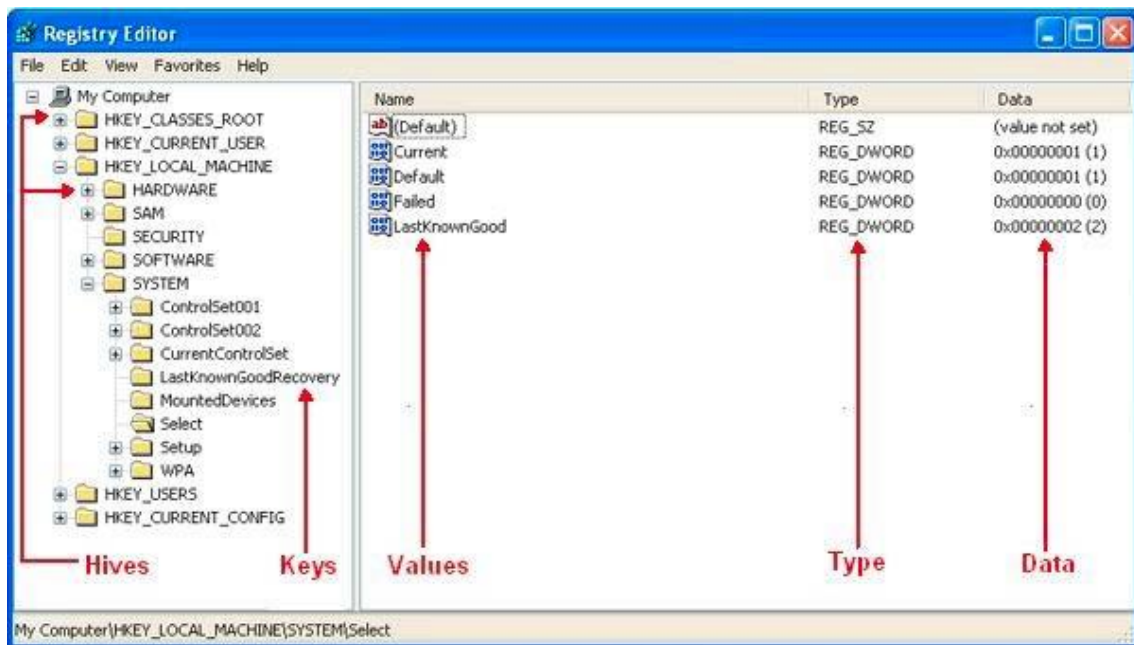 Registry Editor
File Edit View Favorites Help
My Computer
HKEY_CLASSES_ROOT
HKEY_CURRENT_USER
HKEY_LOCAL_MACHINE
HARDWARE
SAM
SECURITY
SOFTWARE
SYSTEM
ControlSet001
ControlSet002
CurrentControlSet
LastKnownGoodRecovery
MountedDevices
Select
Setup
WPA
HKEY_USERS
HKEY_CURRENT_CONFIG
Name Type Data
(Default) REG_SZ (value not set)
Current REG_DWORD 0x00000001 (1)
Default REG_DWORD 0x00000001 (1)
Failed REG_DWORD 0x00000000 (0)
LastKnownGood REG_DWORD 0x00000002 (2)
Hives Keys Values Type Data
My Computer\HKEY_LOCAL_MACHINE\SYSTEM\Select